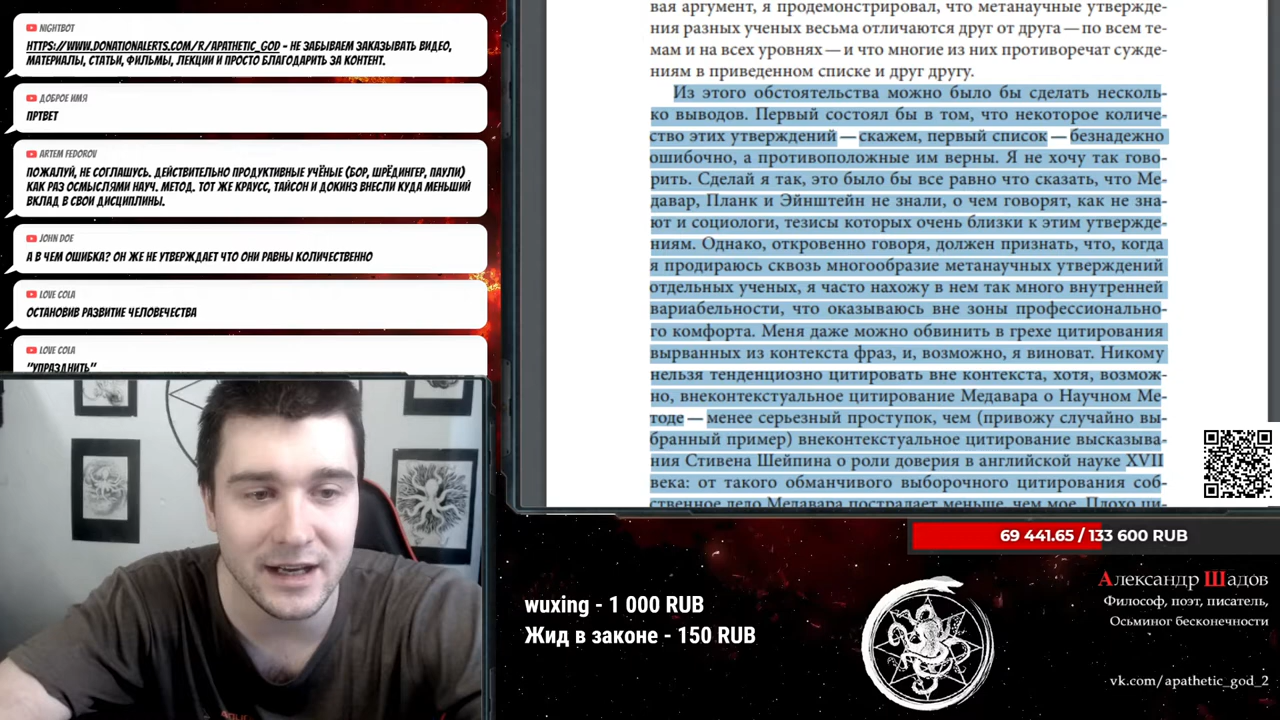 NIGHTBOT
HTTPS://WWW.DONATIONALERTS.COM/R/APATHETIC_GOD - НЕ ЗАБЫВАЕМ ЗАКАЗЫВАТЬ ВИДЕО,
МАТЕРИАЛЫ, СТАТЬИ, ФИЛЬМЫ, ЛЕКЦИИ И ПРОСТО БЛАГОДАРИТЬ ЗА КОНТЕНТ.
ДОБРОЕ ИМЯ
ПРТВЕТ
ARTEM FEDOROV
ПОЖАЛУЙ, НЕ СОГЛАШУСЬ. ДЕЙСТВИТЕЛЬНО ПРОДУКТИВНЫЕ УЧЁНЫЕ (БОР, ШРЁДИНГЕР, ПАУЛИ)
КАК РАЗ ОСМЫСЛЯМИ НАУЧ. МЕТОД. ТОТ ЖЕ КРАУСС, ТАЙСОН И ДОКИНЗ ВНЕСЛИ КУДА МЕНЬШИЙ
ВКЛАД В СВОИ ДИСЦИПЛИНЫ.
JOHN DOE
А В ЧЕМ ОШИБКА? ОН ЖЕ НЕ УТВЕРЖДАЕТ ЧТО ОНИ РАВНЫ КОЛИЧЕСТВЕННО
LOVE COLA
ОСТАНОВИВ РАЗВИТИЕ ЧЕЛОВЕЧЕСТВА
LOVE COLA
"УПРАЗДНИТЬ"
вая аргумент, я продемонстрировал, что метанаучные утвержде-
ния разных ученых весьма отличаются друг от друга — по всем те-
мам и на всех уровнях — и что многие из них противоречат сужде-
ниям в приведенном списке и друг другу.
Из этого обстоятельства можно было бы сделать несколь-
ко выводов. Первый состоял бы в том, что некоторое количе-
ство этих утверждений — скажем, первый список — безнадежно
ошибочно, а противоположные им верны. Я не хочу так гово-
рить. Сделай я так, это было бы все равно что сказать, что Ме-
давар, Планк и Эйнштейн не знали, о чем говорят, как не зна-
ют и социологи, тезисы которых очень близки к этим утвержде-
ниям. Однако, откровенно говоря, должен признать, что, когда
я продираюсь сквозь многообразие метанаучных утверждений
отдельных ученых, я часто нахожу в нем так много внутренней
вариабельности, что оказываюсь вне зоны профессионально-
го комфорта. Меня даже можно обвинить в грехе цитирования
вырванных из контекста фраз, и, возможно, я виноват. Никому
нельзя тенденциозно цитировать вне контекста, хотя, возмож-
но, внеконтекстуальное цитирование Медавара о Научном Ме-
тоде — менее серьезный проступок, чем (привожу случайно вы-
бранный пример) внеконтекстуальное цитирование высказыва-
ния Стивена Шейпина о роли доверия в английской науке XVII
века: от такого обманчивого выборочного цитирования соб-
ственное дело Медавара пострадает меньше, чем мое. Плохо ци-
69 441.65 / 133 600 RUB
wuxing - 1 000 RUB
Жид в законе - 150 RUB
Александр Шадов
Философ, поэт, писатель,
Осьминог бесконечности
vk.com/apathetic_god_2